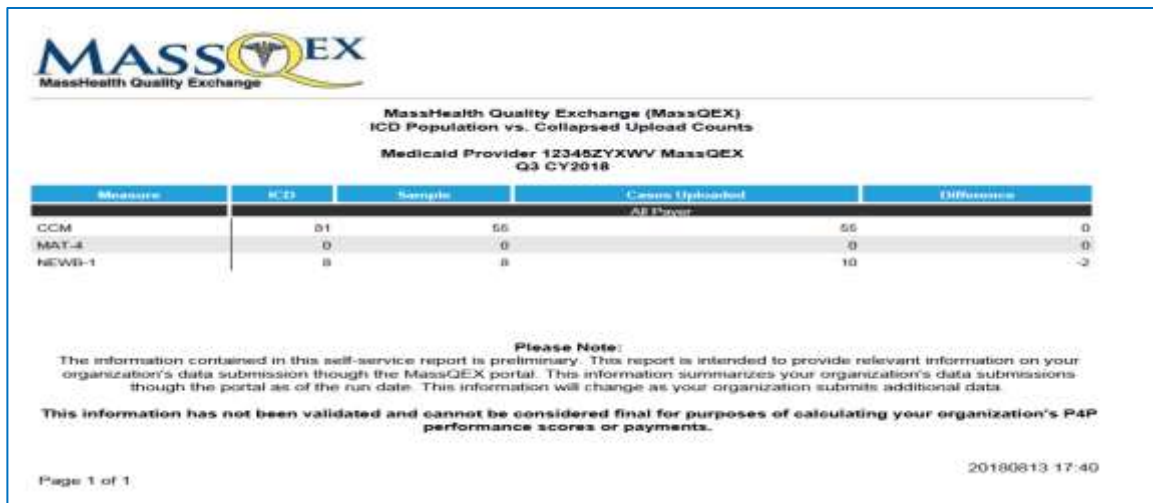 MASSQEX
MassHealth Quality Exchange
MassHealth Quality Exchange (MassQEX)
ICD Population vs. Collapsed Upload Counts
Medicaid Provider 12345ZYXWV MassQEX
Q3 CY2018
Measure ICD Sample Cases Uploaded Difference
All Payer
CCM 81 55 55 0
MAT-4 0 0 0 0
NEWB-1 8 8 10 -2
Please Note:
The information contained in this self-service report is preliminary. This report is intended to provide relevant information on your
organization's data submission though the MassQEX portal. This information summarizes your organization's data submissions
though the portal as of the run date. This information will change as your organization submits additional data.
This information has not been validated and cannot be considered final for purposes of calculating your organization's P4P
performance scores or payments.
20180813 17:40
Page 1 of 1